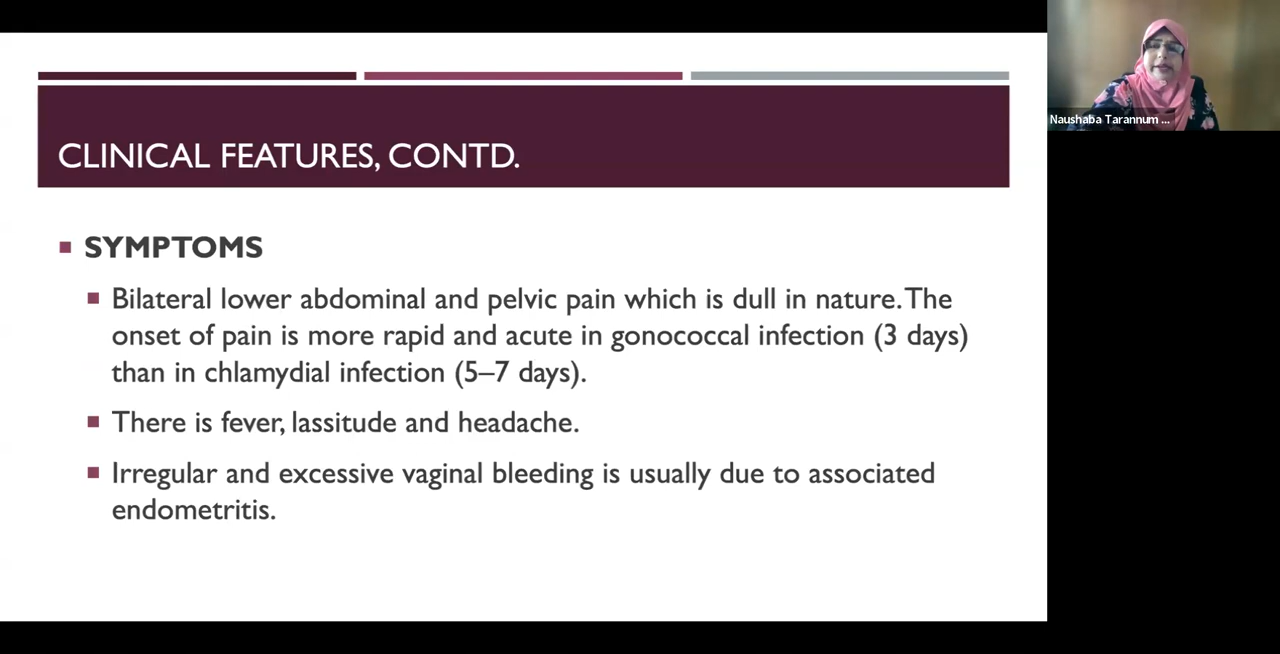 CLINICAL FEATURES, CONTD.
SYMPTOMS
Bilateral lower abdominal and pelvic pain which is dull in nature. The
onset of pain is more rapid and acute in gonococcal infection (3 days)
than in chlamydial infection (5–7 days).
There is fever, lassitude and headache.
Irregular and excessive vaginal bleeding is usually due to associated
endometritis.
Naushaba Tarannum ...